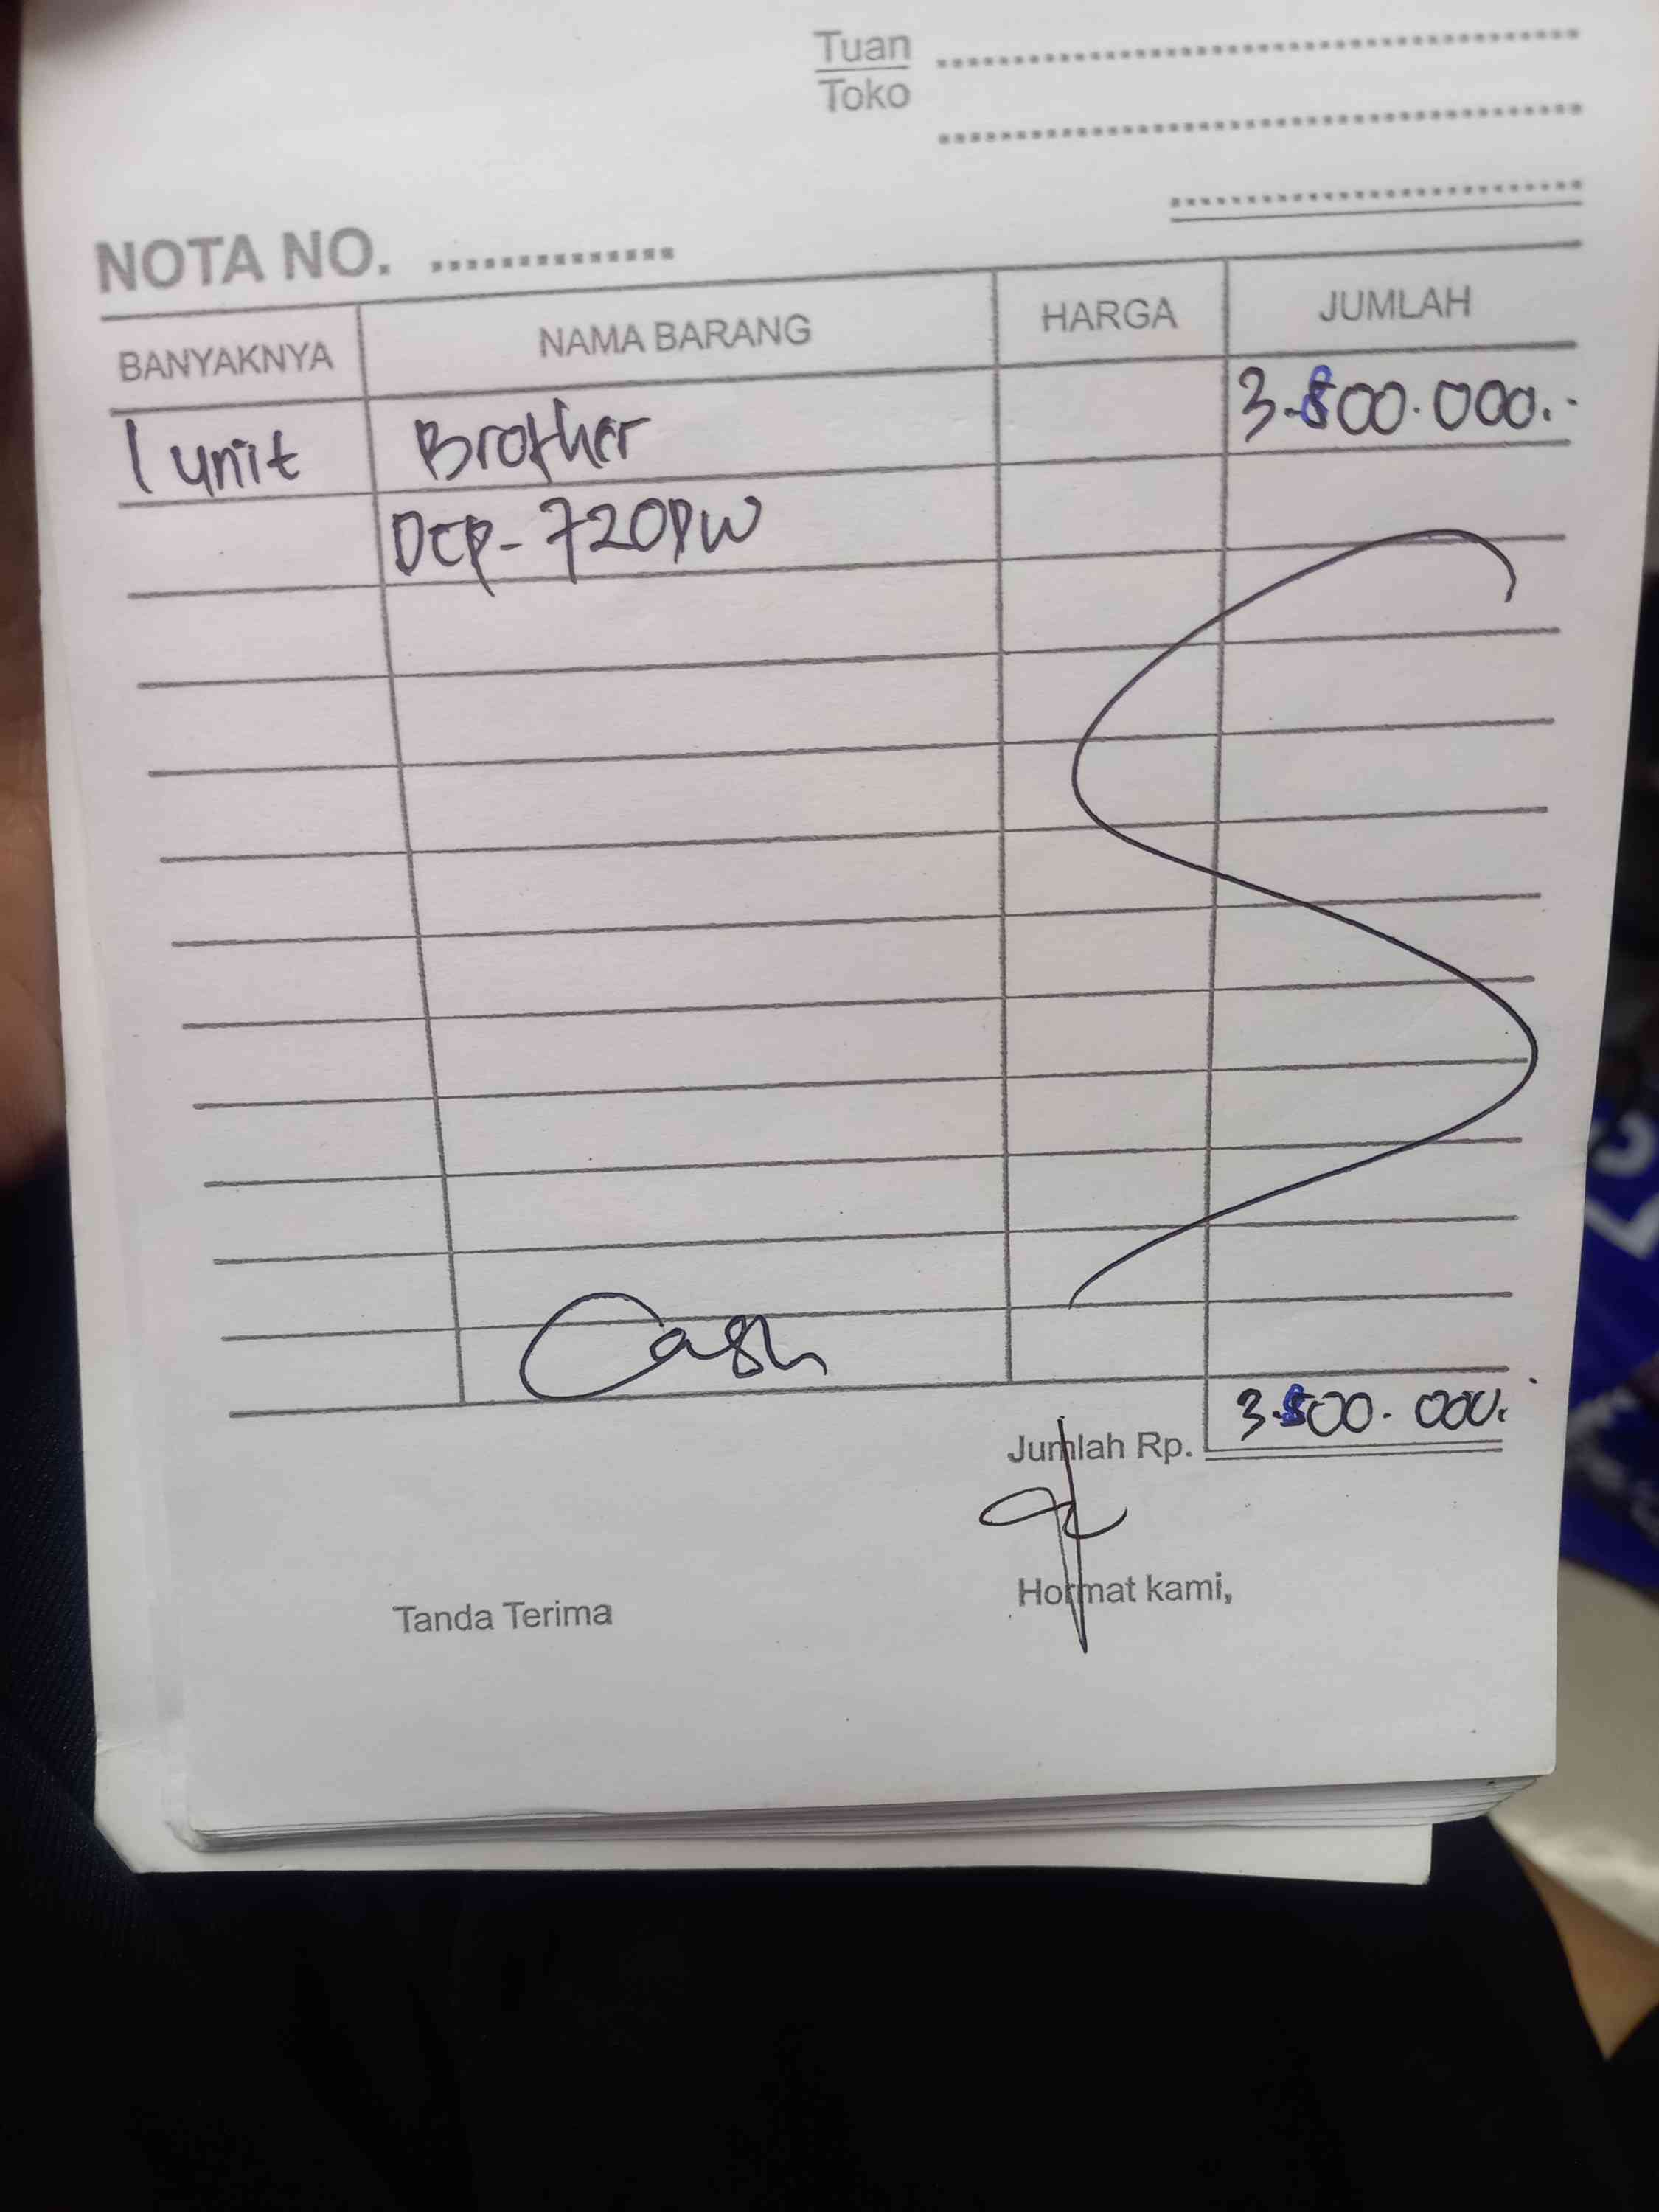 Tuan
Toko
NOTA NO.
BANYAKNYA NAMA BARANG HARGA JUMLAH
1 unit Brother 3.800.000.-
DCP-720DW
Cash
Jumlah Rp. 3.800.000.
Tanda Terima Hormat kami,